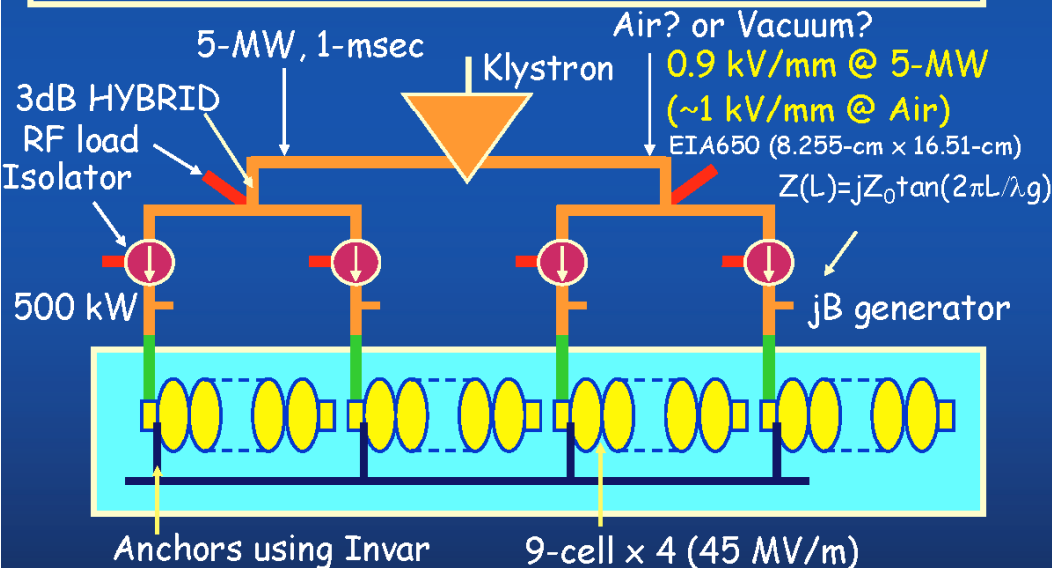 5-MW, 1-msec
Air? or Vacuum?
Klystron
0.9 kV/mm @ 5-MW
(~1 kV/mm @ Air)
EIA650 (8.255-cm x 16.51-cm)
Z(L)=jZ₀tan(2πL/λg)
3dB HYBRID
RF load
Isolator
500 kW
jB generator
Anchors using Invar
9-cell x 4 (45 MV/m)